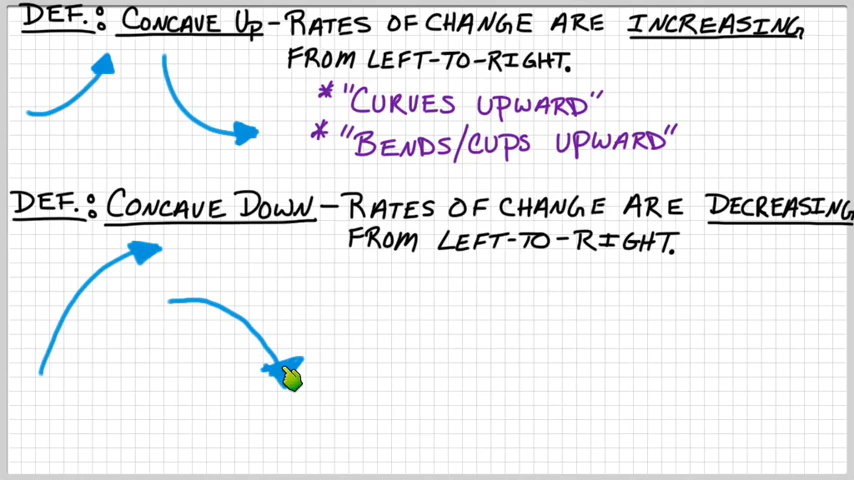 DEF.: CONCAVE UP - RATES OF CHANGE ARE INCREASING
FROM LEFT-TO-RIGHT.
* "CURVES UPWARD"
* "BENDS/CUPS UPWARD"
DEF.: CONCAVE DOWN - RATES OF CHANGE ARE DECREASING
FROM LEFT-TO-RIGHT.